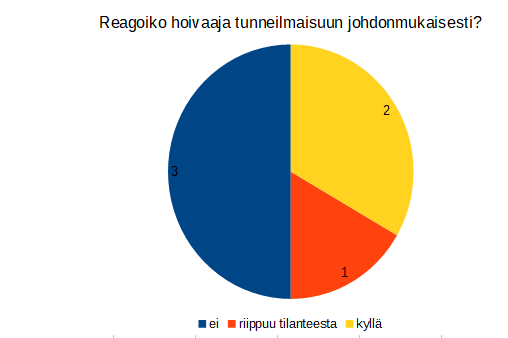 Reagoiko hoivaaja tunneilmaisuun johdonmukaisesti?
2
3
1
ei riippuu tilanteesta kyllä